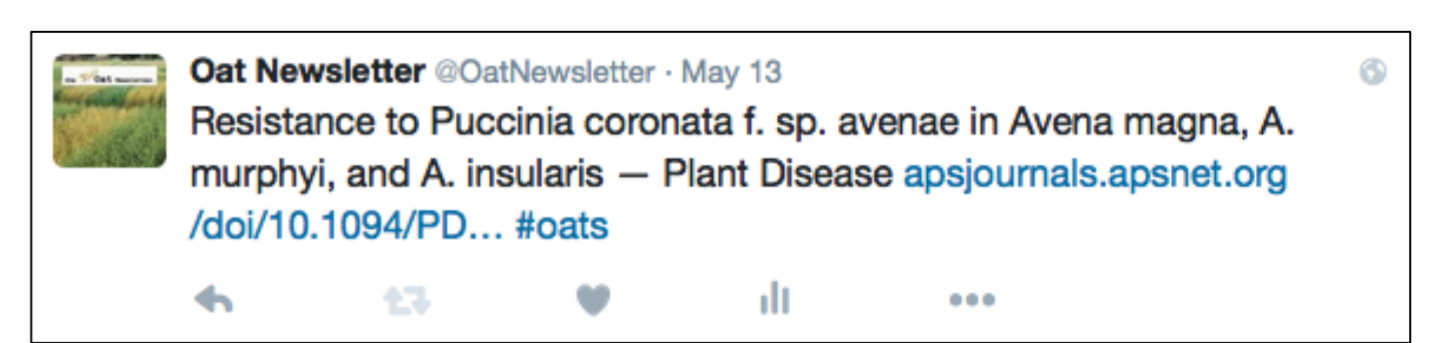 Oat Newsletter @OatNewsletter · May 13
Resistance to Puccinia coronata f. sp. avenae in Avena magna, A.
murphyi, and A. insularis — Plant Disease apsjournals.apsnet.org
/doi/10.1094/PD… #oats